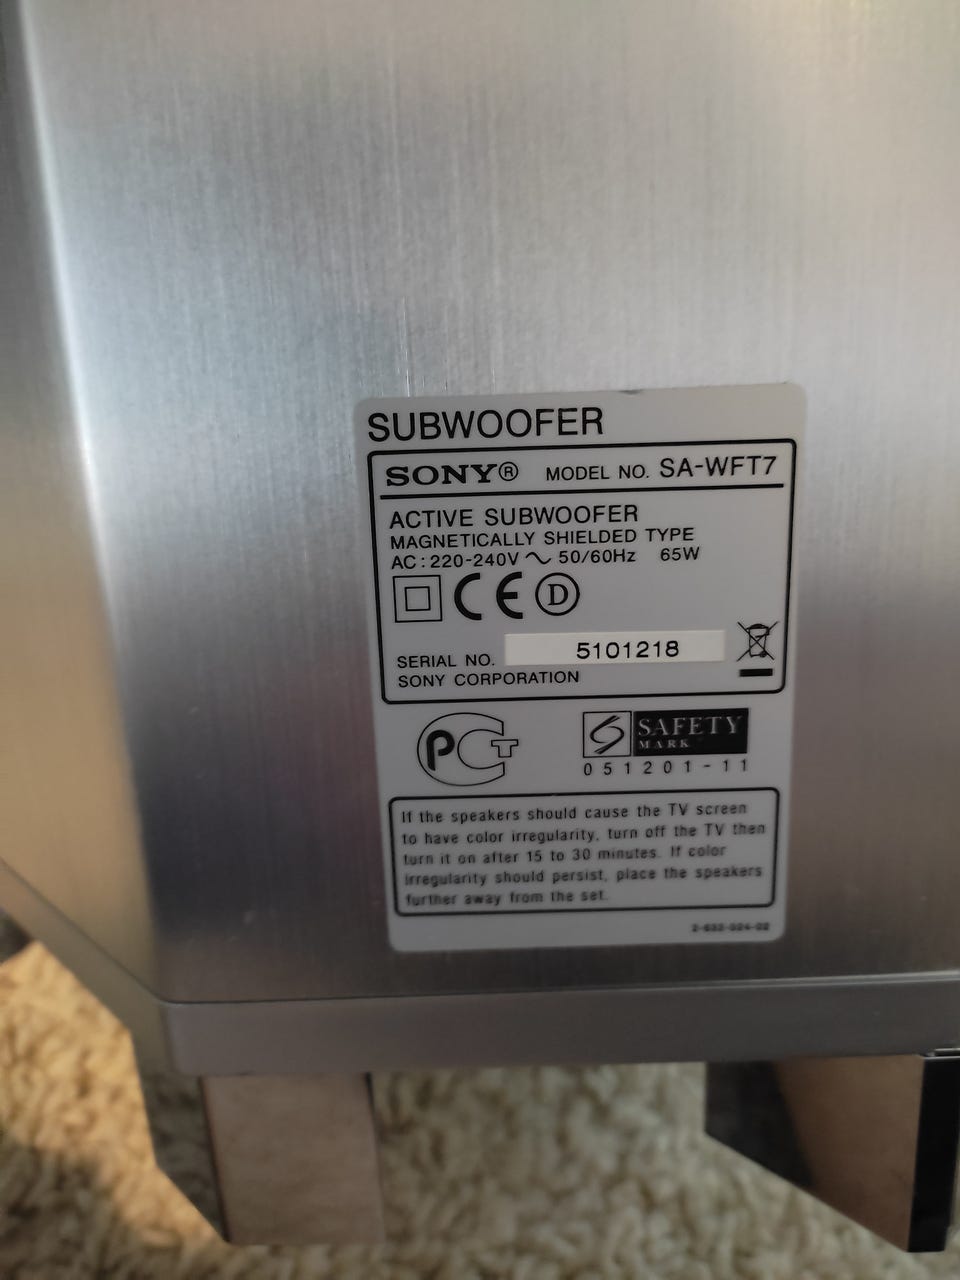 SUBWOOFER
SONY® MODEL NO. SA-WFT7
ACTIVE SUBWOOFER
MAGNETICALLY SHIELDED TYPE
AC: 220-240V ~ 50/60Hz 65W
CE D
SERIAL NO. 5101218
SONY CORPORATION
PCT SAFETY
MARK
051201-11
If the speakers should cause the TV screen
to have color irregularity, turn off the TV then
turn it on after 15 to 30 minutes. If color
irregularity should persist, place the speakers
further away from the set.